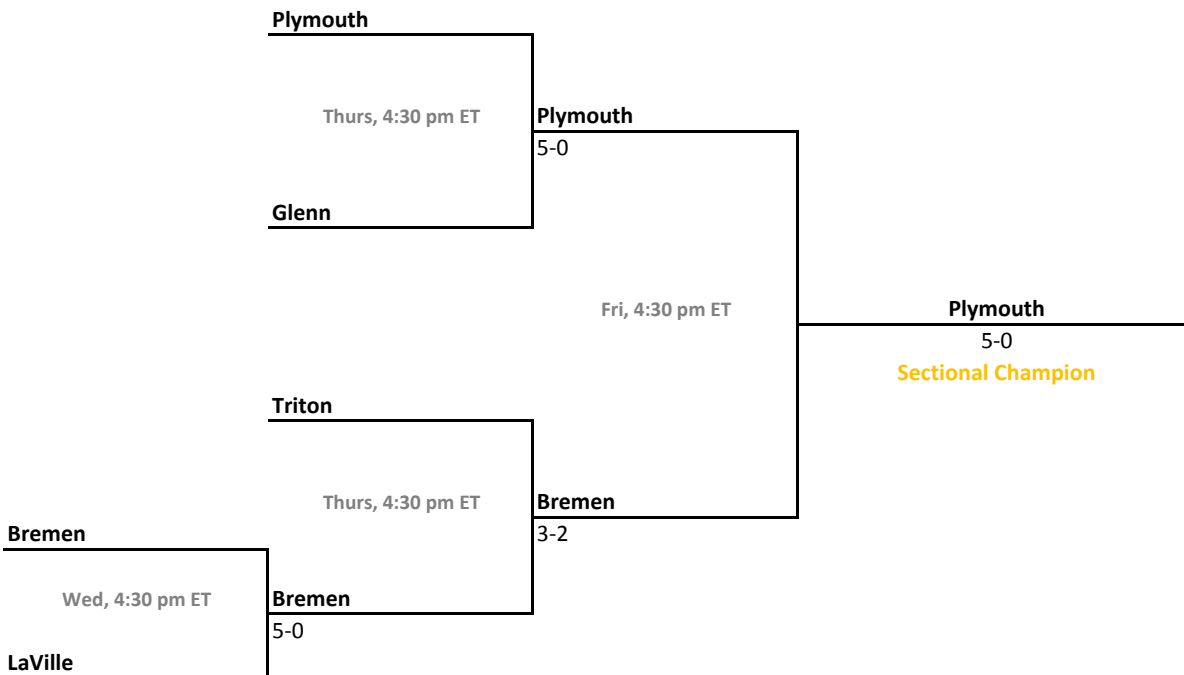 Plymouth
Thurs, 4:30 pm ET
Plymouth
5-0
Glenn
Fri, 4:30 pm ET
Plymouth
5-0
Sectional Champion
Triton
Thurs, 4:30 pm ET
Bremen
3-2
Bremen
Wed, 4:30 pm ET
Bremen
5-0
LaVille